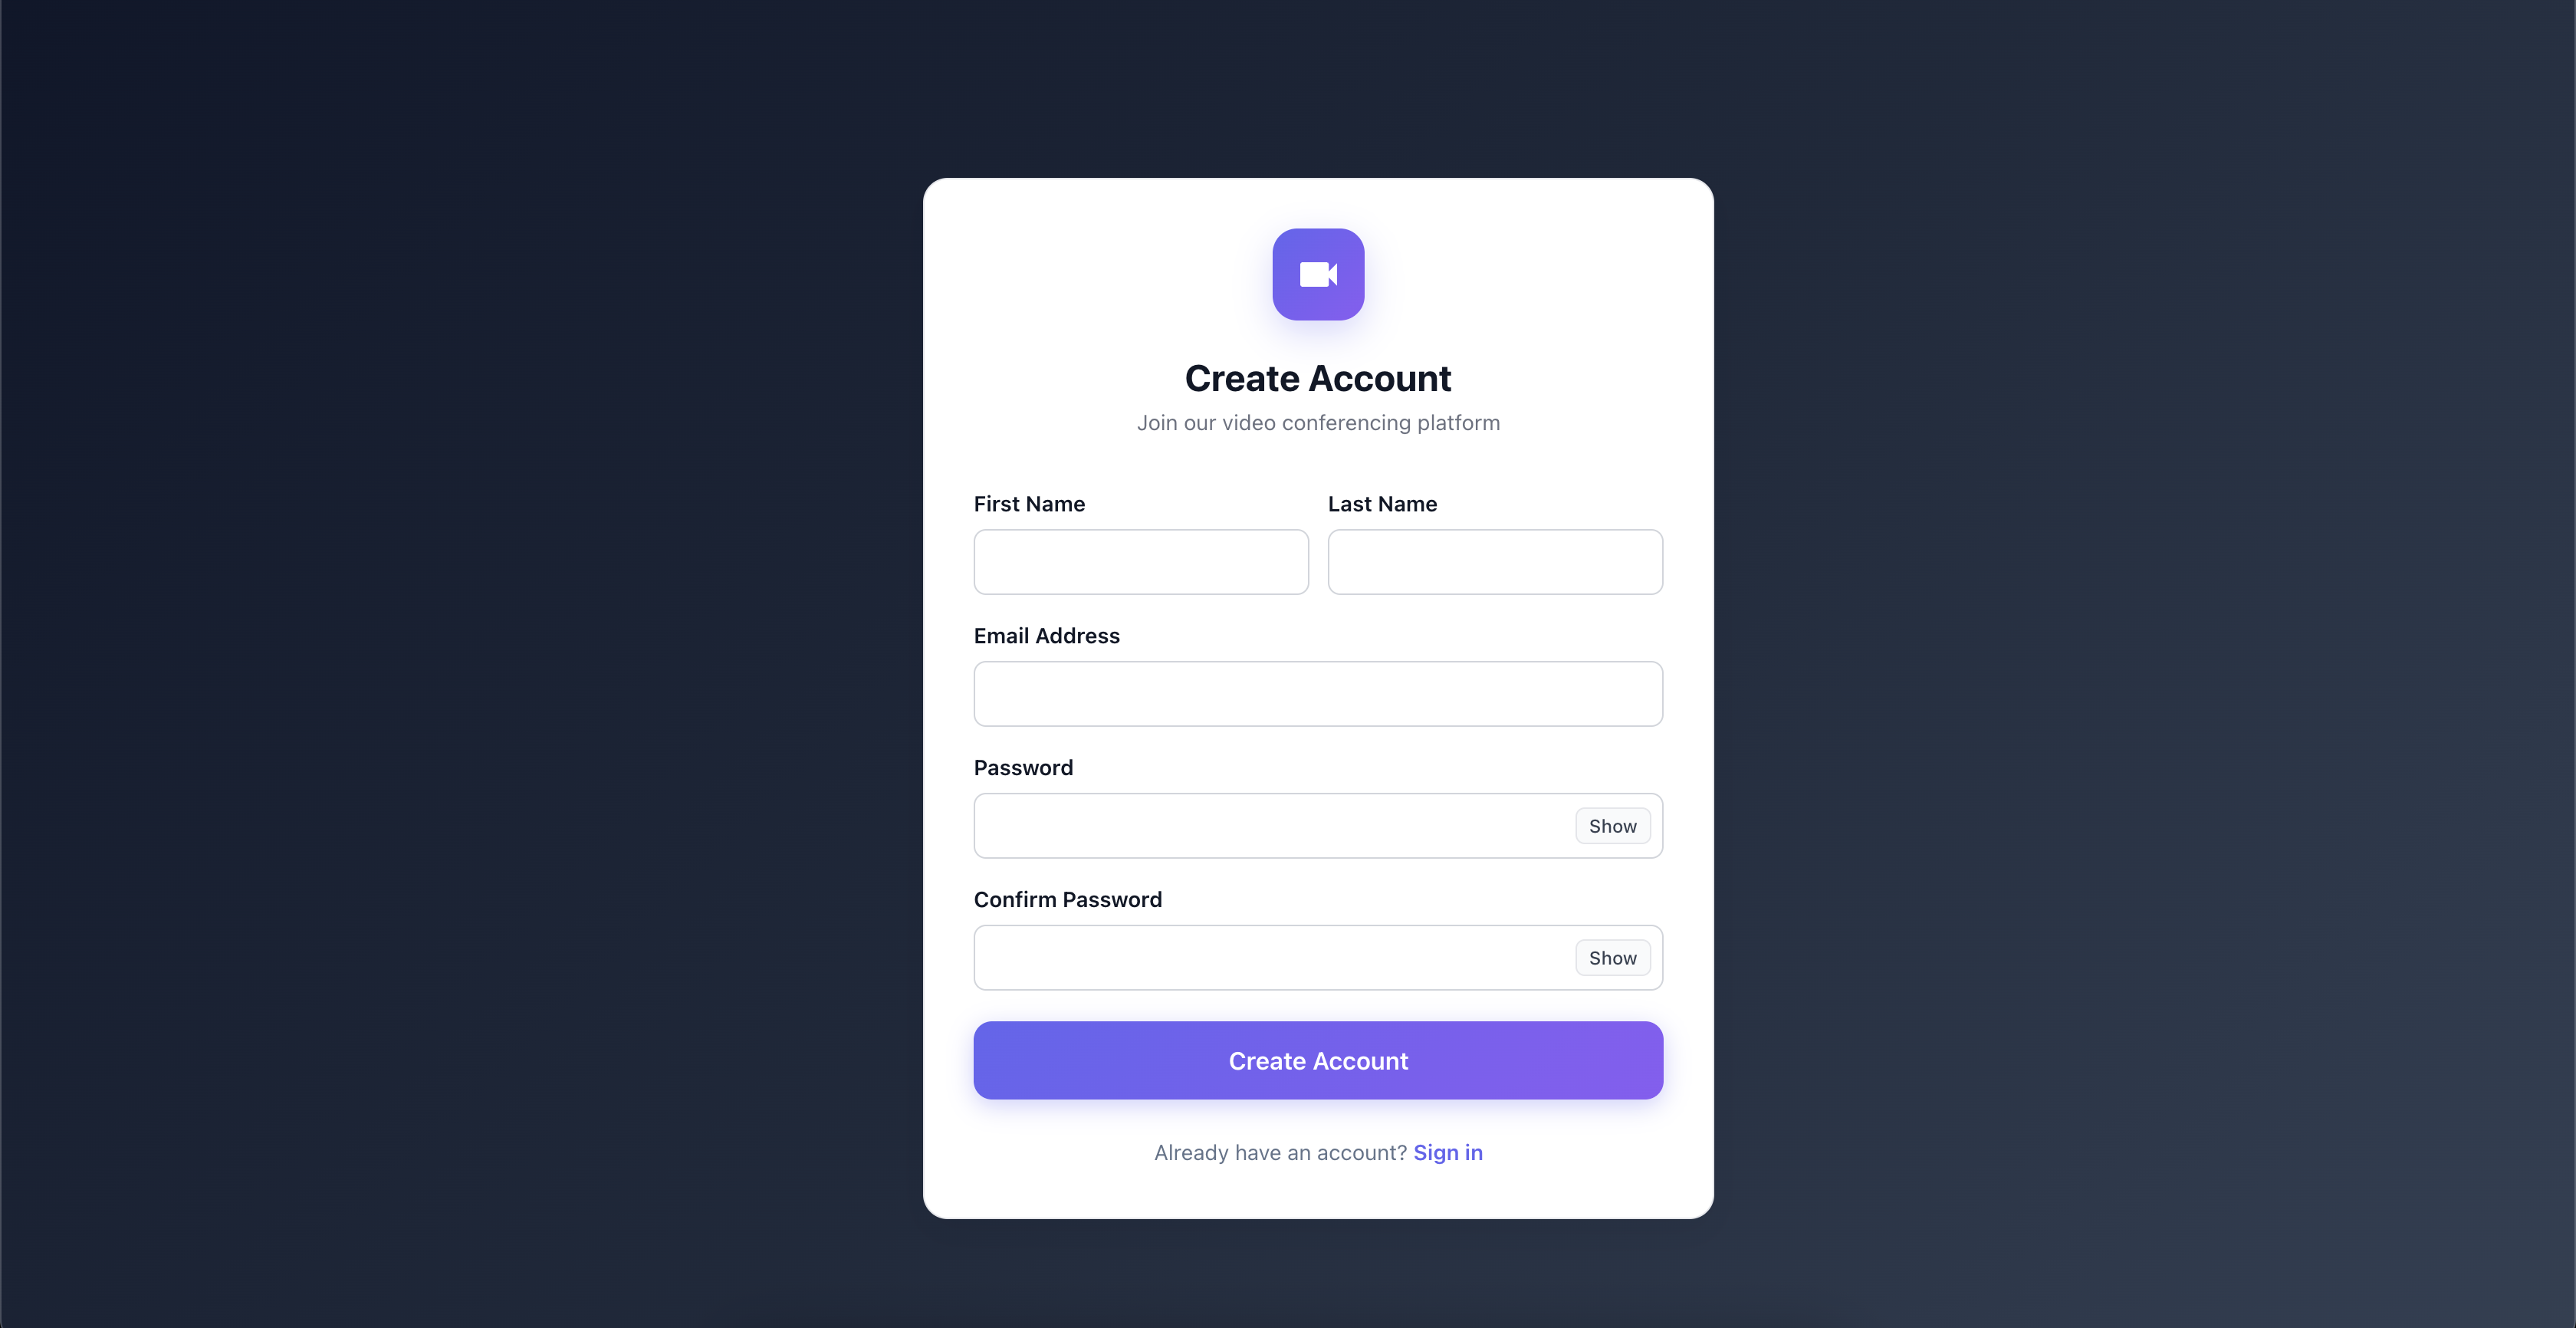 Create Account
Join our video conferencing platform
First Name Last Name
Email Address
Password
Show
Confirm Password
Show
Create Account
Already have an account? Sign in